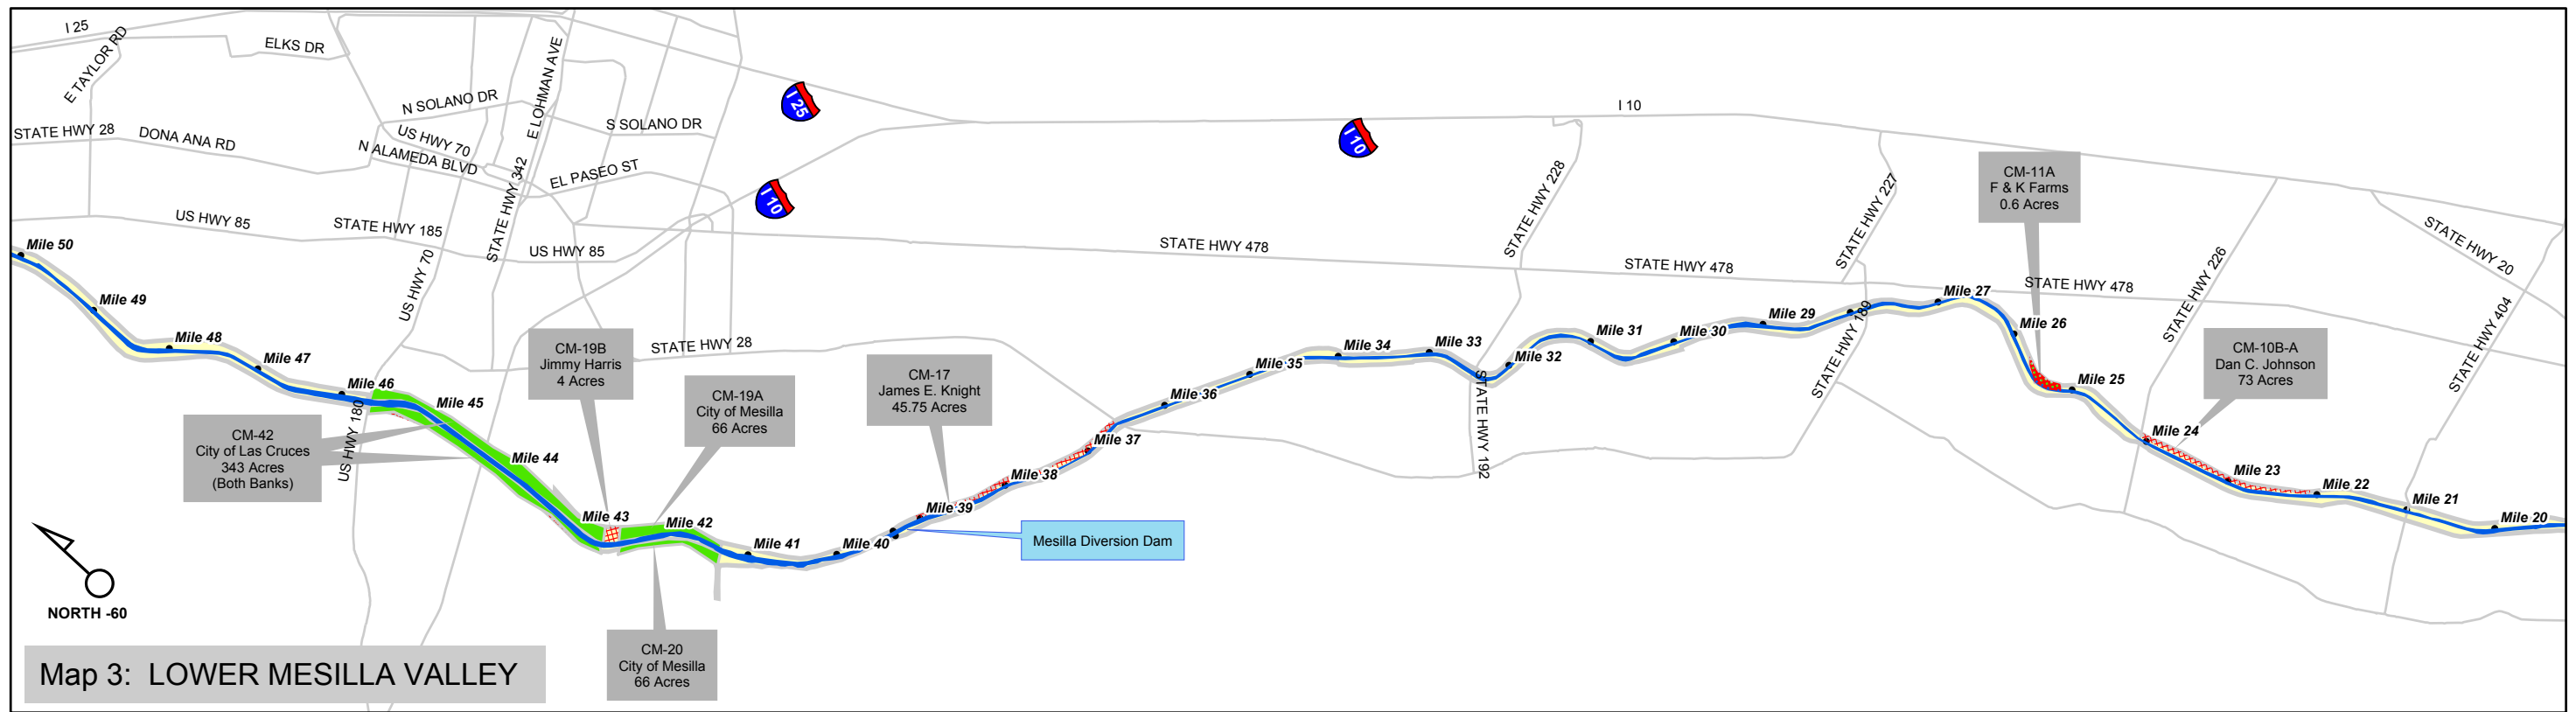 I 25
E TAYLOR RD
ELKS DR
STATE HWY 28
DONA ANA RD
N SOLANO DR
US HWY 70
N ALAMEDA BLVD
E LOHMAN AVE
S SOLANO DR
EL PASEO ST
STATE HWY 342
US HWY 85
STATE HWY 185
US HWY 85
US HWY 70
I 25
I 10
I 10
I 10
STATE HWY 478
STATE HWY 228
STATE HWY 478
STATE HWY 227
STATE HWY 478
STATE HWY 226
STATE HWY 20
STATE HWY 404
STATE HWY 28
STATE HWY 192
STATE HWY 189
US HWY 180
Mile 50
Mile 49
Mile 48
Mile 47
Mile 46
Mile 45
Mile 44
Mile 43
Mile 42
Mile 41
Mile 40
Mile 39
Mile 38
Mile 37
Mile 36
Mile 35
Mile 34
Mile 33
Mile 32
Mile 31
Mile 30
Mile 29
Mile 27
Mile 26
Mile 25
Mile 24
Mile 23
Mile 22
Mile 21
Mile 20
CM-11A
F & K Farms
0.6 Acres
CM-10B-A
Dan C. Johnson
73 Acres
CM-19B
Jimmy Harris
4 Acres
CM-19A
City of Mesilla
66 Acres
CM-17
James E. Knight
45.75 Acres
CM-42
City of Las Cruces
343 Acres
(Both Banks)
Mesilla Diversion Dam
CM-20
City of Mesilla
66 Acres
NORTH -60
Map 3: LOWER MESILLA VALLEY